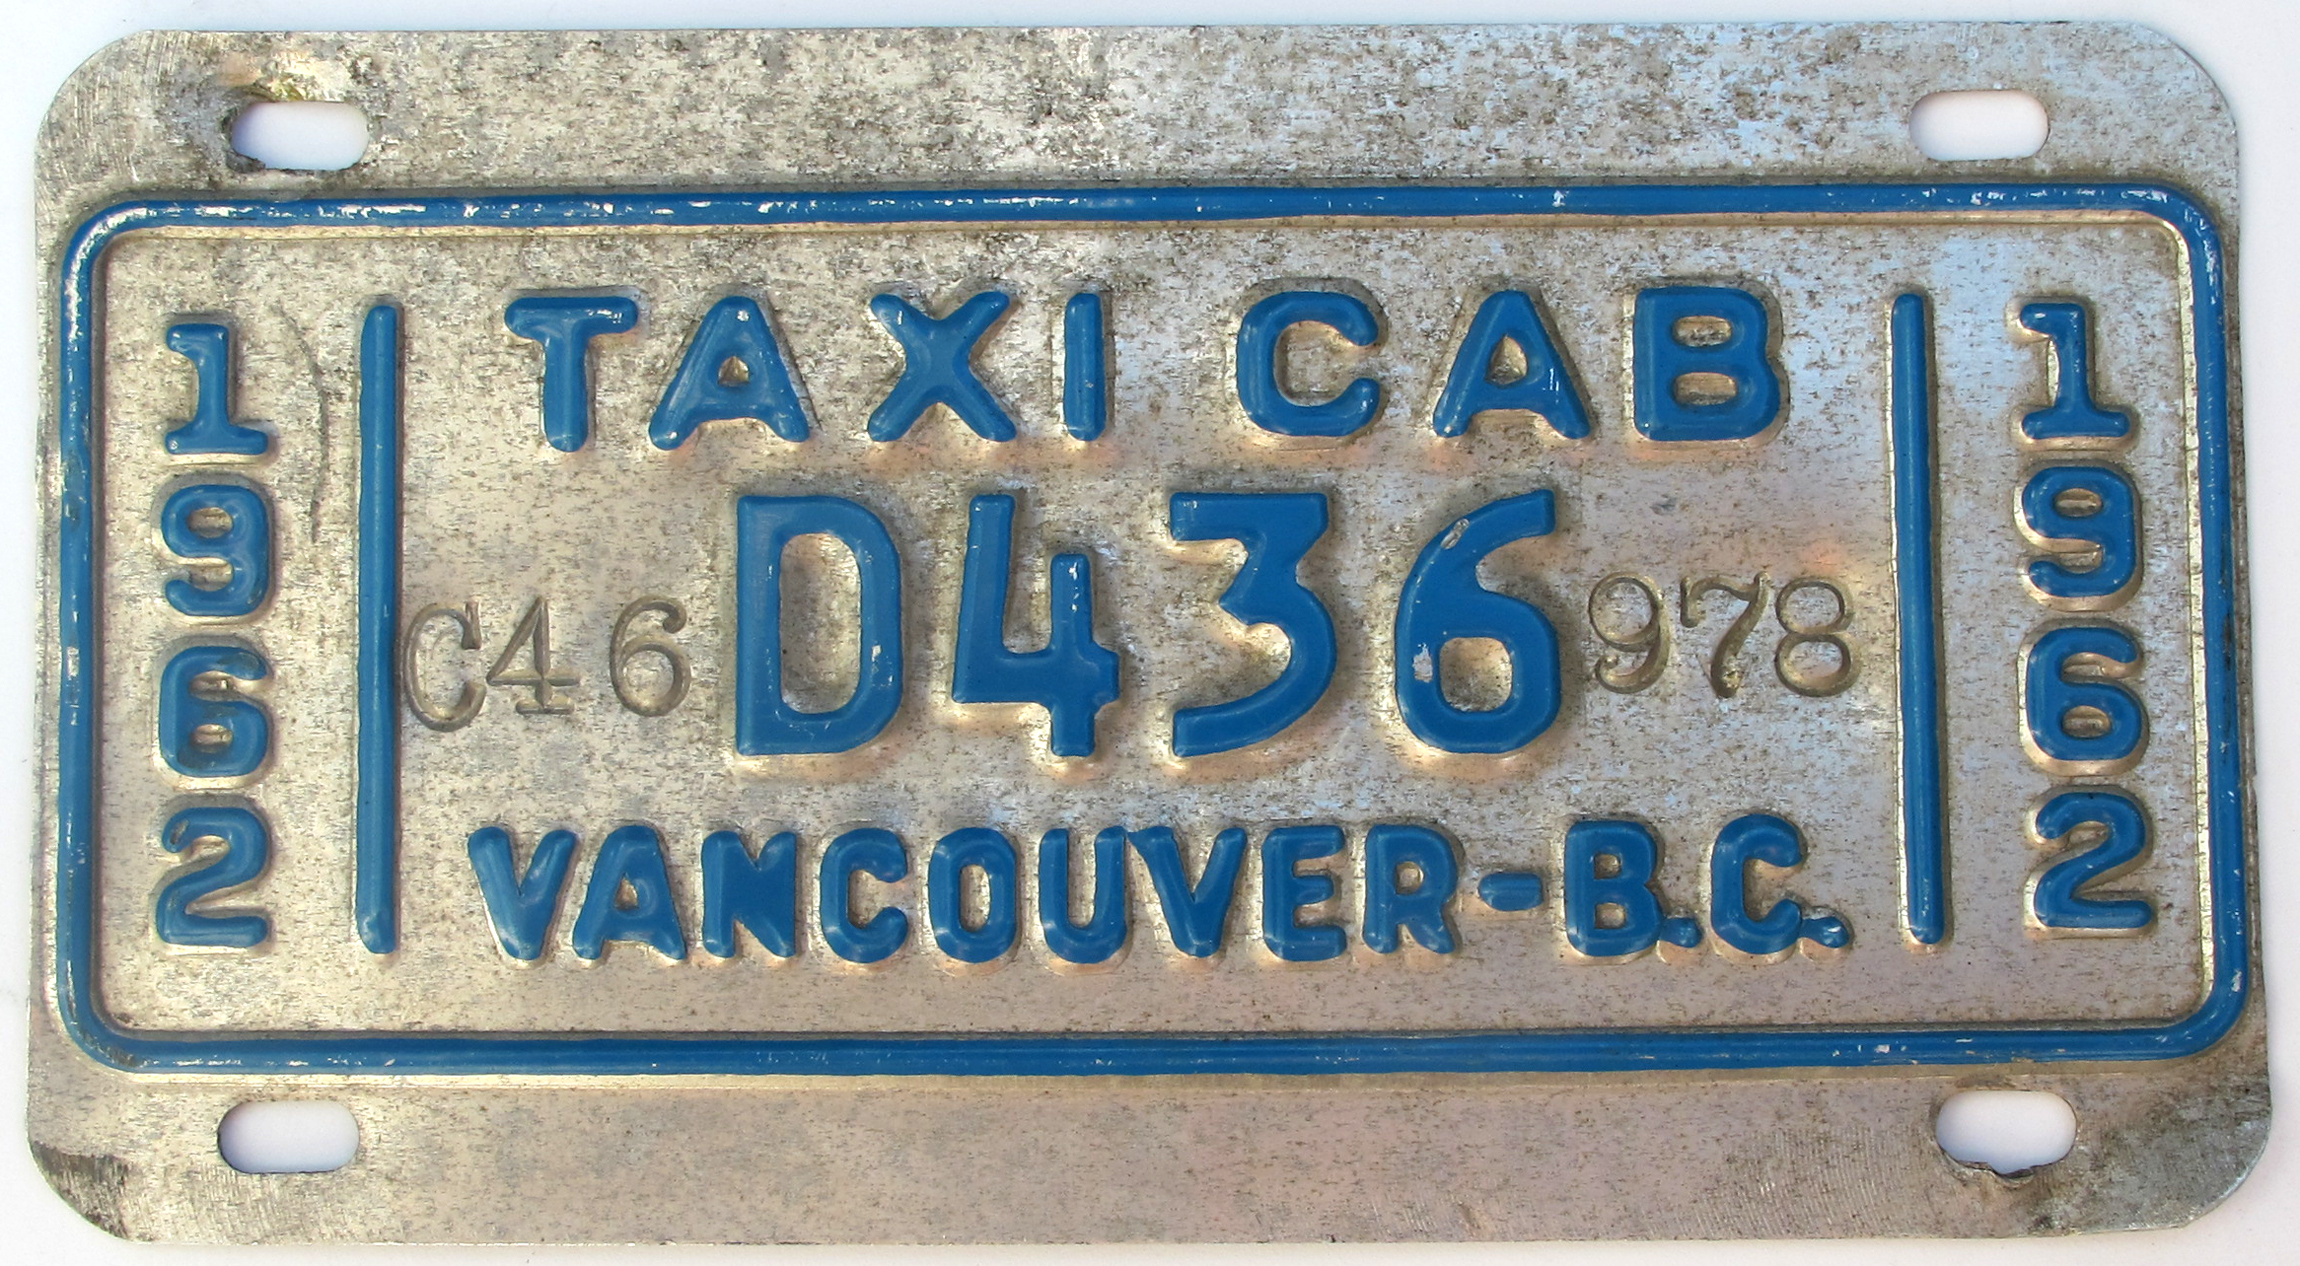 TAXI CAB
1962
C46 D436 978
1962
VANCOUVER-B.C.